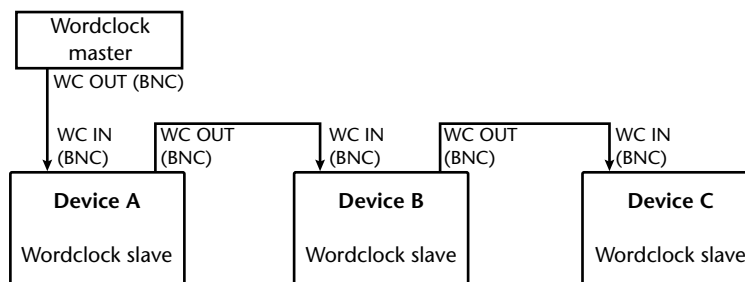 Wordclock
master
WC OUT (BNC)
WC IN
(BNC)
WC OUT
(BNC)
WC IN
(BNC)
WC OUT
(BNC)
WC IN
(BNC)
Device A
Wordclock slave
Device B
Wordclock slave
Device C
Wordclock slave